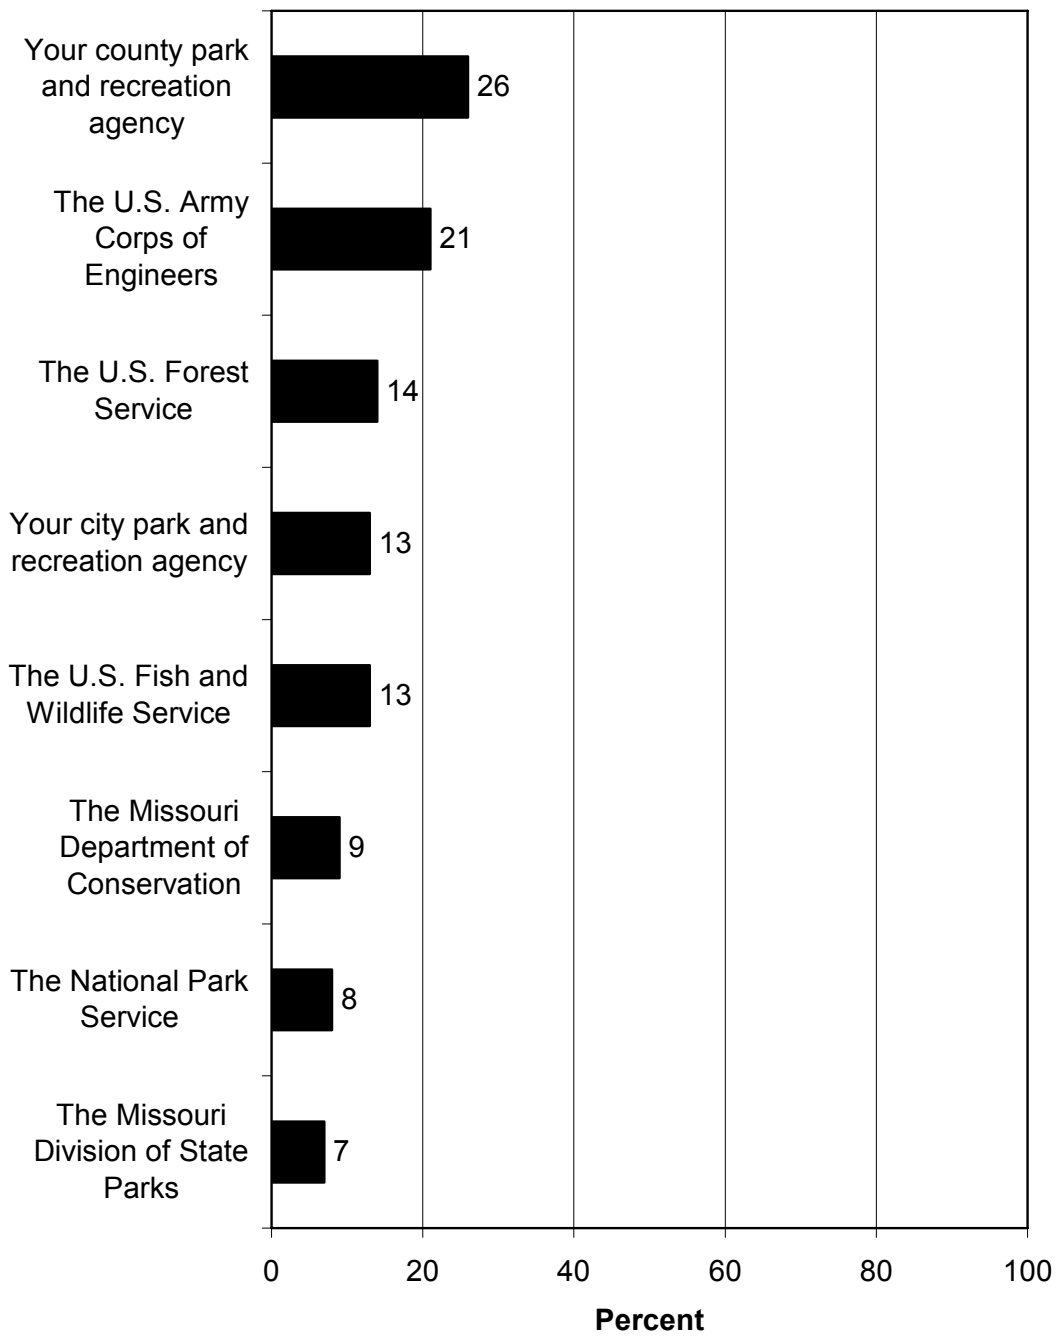 Your county park
and recreation
agency
26
The U.S. Army
Corps of
Engineers
21
The U.S. Forest
Service
14
Your city park and
recreation agency
13
The U.S. Fish and
Wildlife Service
13
The Missouri
Department of
Conservation
9
The National Park
Service
8
The Missouri
Division of State
Parks
7
0 20 40 60 80 100
Percent